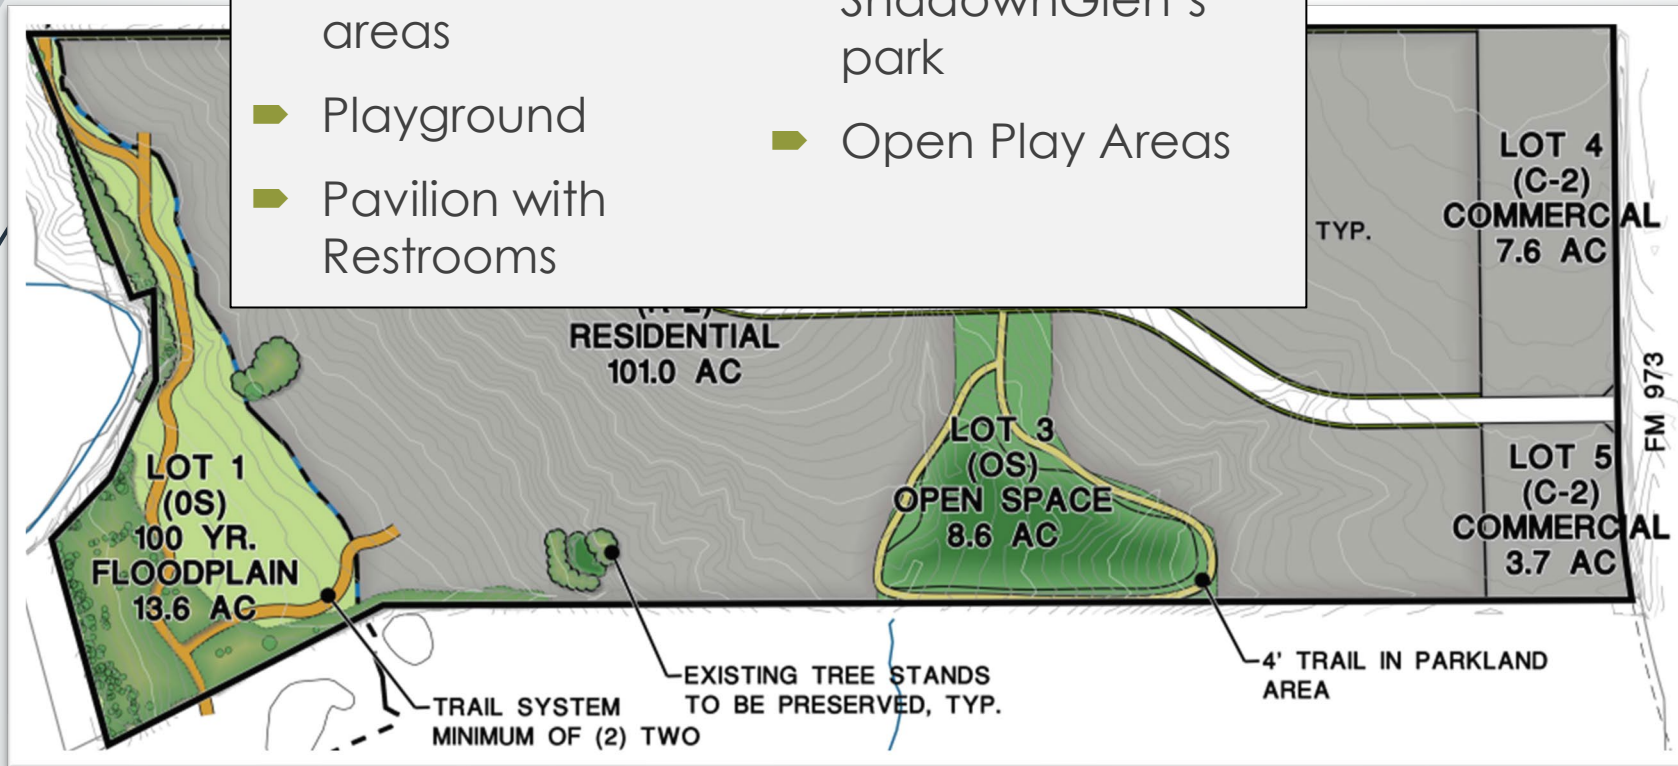 areas
Playground
Pavilion with
Restrooms
ShadownGlen's
park
Open Play Areas
TYP.
LOT 4
(C-2)
COMMERCIAL
7.6 AC
RESIDENTIAL
101.0 AC
LOT 1
(OS)
100 YR.
FLOODPLAIN
13.6 AC
LOT 3
(OS)
OPEN SPACE
8.6 AC
LOT 5
(C-2)
COMMERCIAL
3.7 AC
FM 973
TRAIL SYSTEM
MINIMUM OF (2) TWO
EXISTING TREE STANDS
TO BE PRESERVED, TYP.
4' TRAIL IN PARKLAND
AREA